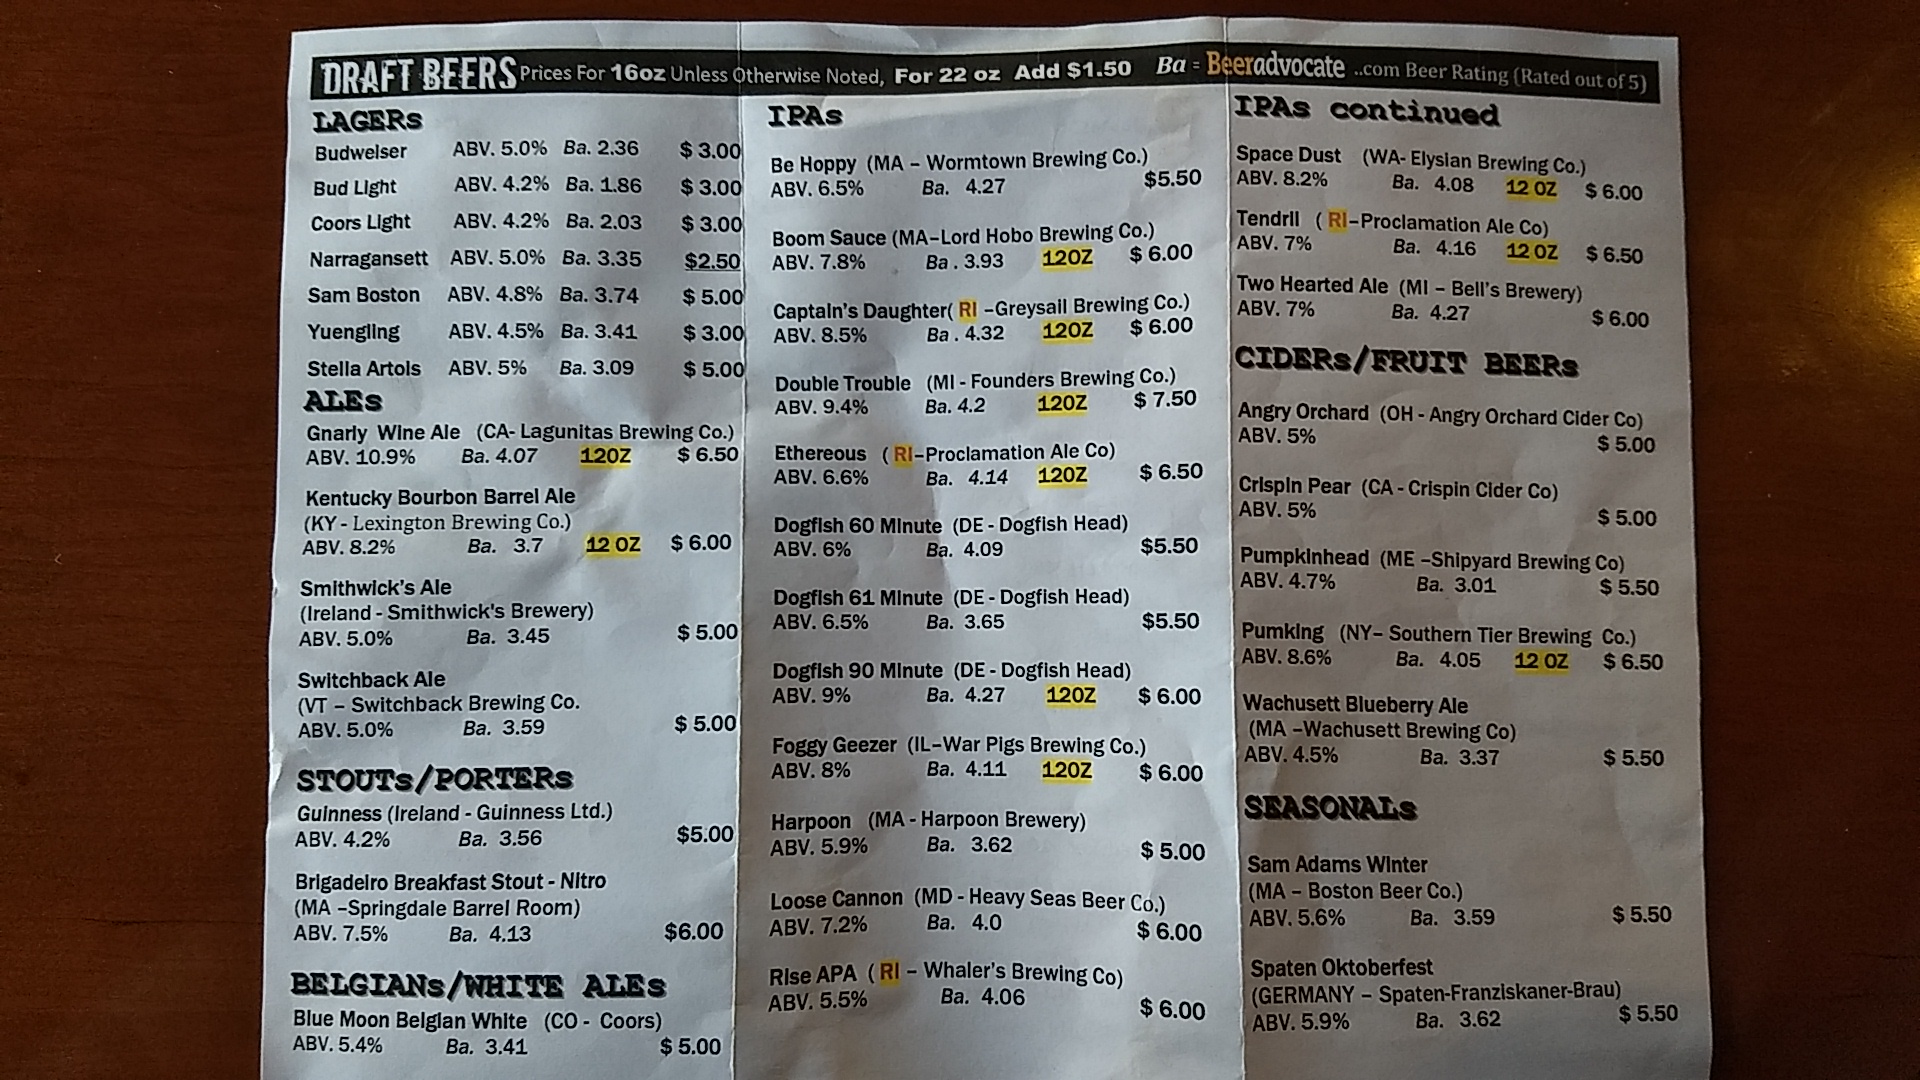 DRAFT BEERS Prices For 16oz Unless Otherwise Noted, For 22 oz Add $1.50 Ba = Beeradvocate ..com Beer Rating (Rated out of 5)
LAGERs
Budweiser ABV. 5.0% Ba. 2.36 $ 3.00
Bud Light ABV. 4.2% Ba. 1.86 $ 3.00
Coors Light ABV. 4.2% Ba. 2.03 $ 3.00
Narragansett ABV. 5.0% Ba. 3.35 $2.50
Sam Boston ABV. 4.8% Ba. 3.74 $ 5.00
Yuengling ABV. 4.5% Ba. 3.41 $ 3.00
Stella Artois ABV. 5% Ba. 3.09 $ 5.00
ALEs
Gnarly Wine Ale (CA- Lagunitas Brewing Co.)
ABV. 10.9% Ba. 4.07 12OZ $ 6.50
Kentucky Bourbon Barrel Ale
(KY - Lexington Brewing Co.)
ABV. 8.2% Ba. 3.7 12 OZ $ 6.00
Smithwick's Ale
(Ireland - Smithwick's Brewery)
ABV. 5.0% Ba. 3.45 $ 5.00
Switchback Ale
(VT – Switchback Brewing Co.
ABV. 5.0% Ba. 3.59 $ 5.00
STOUTs/PORTERs
Guinness (Ireland - Guinness Ltd.)
ABV. 4.2% Ba. 3.56 $5.00
Brigadeiro Breakfast Stout - Nitro
(MA –Springdale Barrel Room)
ABV. 7.5% Ba. 4.13 $6.00
BELGIANs/WHITE ALEs
Blue Moon Belgian White (CO - Coors)
ABV. 5.4% Ba. 3.41 $ 5.00
IPAs
Be Hoppy (MA – Wormtown Brewing Co.)
ABV. 6.5% Ba. 4.27 $5.50
Boom Sauce (MA–Lord Hobo Brewing Co.)
ABV. 7.8% Ba . 3.93 12OZ $ 6.00
Captain's Daughter( RI –Greysail Brewing Co.)
ABV. 8.5% Ba . 4.32 12OZ $ 6.00
Double Trouble (MI - Founders Brewing Co.)
ABV. 9.4% Ba. 4.2 12OZ $ 7.50
Ethereous ( RI–Proclamation Ale Co)
ABV. 6.6% Ba. 4.14 12OZ $ 6.50
Dogfish 60 Minute (DE - Dogfish Head)
ABV. 6% Ba. 4.09 $5.50
Dogfish 61 Minute (DE - Dogfish Head)
ABV. 6.5% Ba. 3.65 $5.50
Dogfish 90 Minute (DE - Dogfish Head)
ABV. 9% Ba. 4.27 12OZ $ 6.00
Foggy Geezer (IL–War Pigs Brewing Co.)
ABV. 8% Ba. 4.11 12OZ $ 6.00
Harpoon (MA - Harpoon Brewery)
ABV. 5.9% Ba. 3.62 $ 5.00
Loose Cannon (MD - Heavy Seas Beer Co.)
ABV. 7.2% Ba. 4.0 $ 6.00
Rise APA ( RI – Whaler's Brewing Co)
ABV. 5.5% Ba. 4.06 $ 6.00
IPAs continued
Space Dust (WA- Elysian Brewing Co.)
ABV. 8.2% Ba. 4.08 12 OZ $ 6.00
Tendril ( RI–Proclamation Ale Co)
ABV. 7% Ba. 4.16 12 OZ $ 6.50
Two Hearted Ale (MI – Bell's Brewery)
ABV. 7% Ba. 4.27 $ 6.00
CIDERs/FRUIT BEERs
Angry Orchard (OH - Angry Orchard Cider Co)
ABV. 5% $ 5.00
Crispin Pear (CA - Crispin Cider Co)
ABV. 5% $ 5.00
Pumpkinhead (ME –Shipyard Brewing Co)
ABV. 4.7% Ba. 3.01 $ 5.50
Pumking (NY– Southern Tier Brewing Co.)
ABV. 8.6% Ba. 4.05 12 OZ $ 6.50
Wachusett Blueberry Ale
(MA –Wachusett Brewing Co)
ABV. 4.5% Ba. 3.37 $ 5.50
SEASONALs
Sam Adams Winter
(MA – Boston Beer Co.)
ABV. 5.6% Ba. 3.59 $ 5.50
Spaten Oktoberfest
(GERMANY – Spaten-Franziskaner-Brau)
ABV. 5.9% Ba. 3.62 $ 5.50